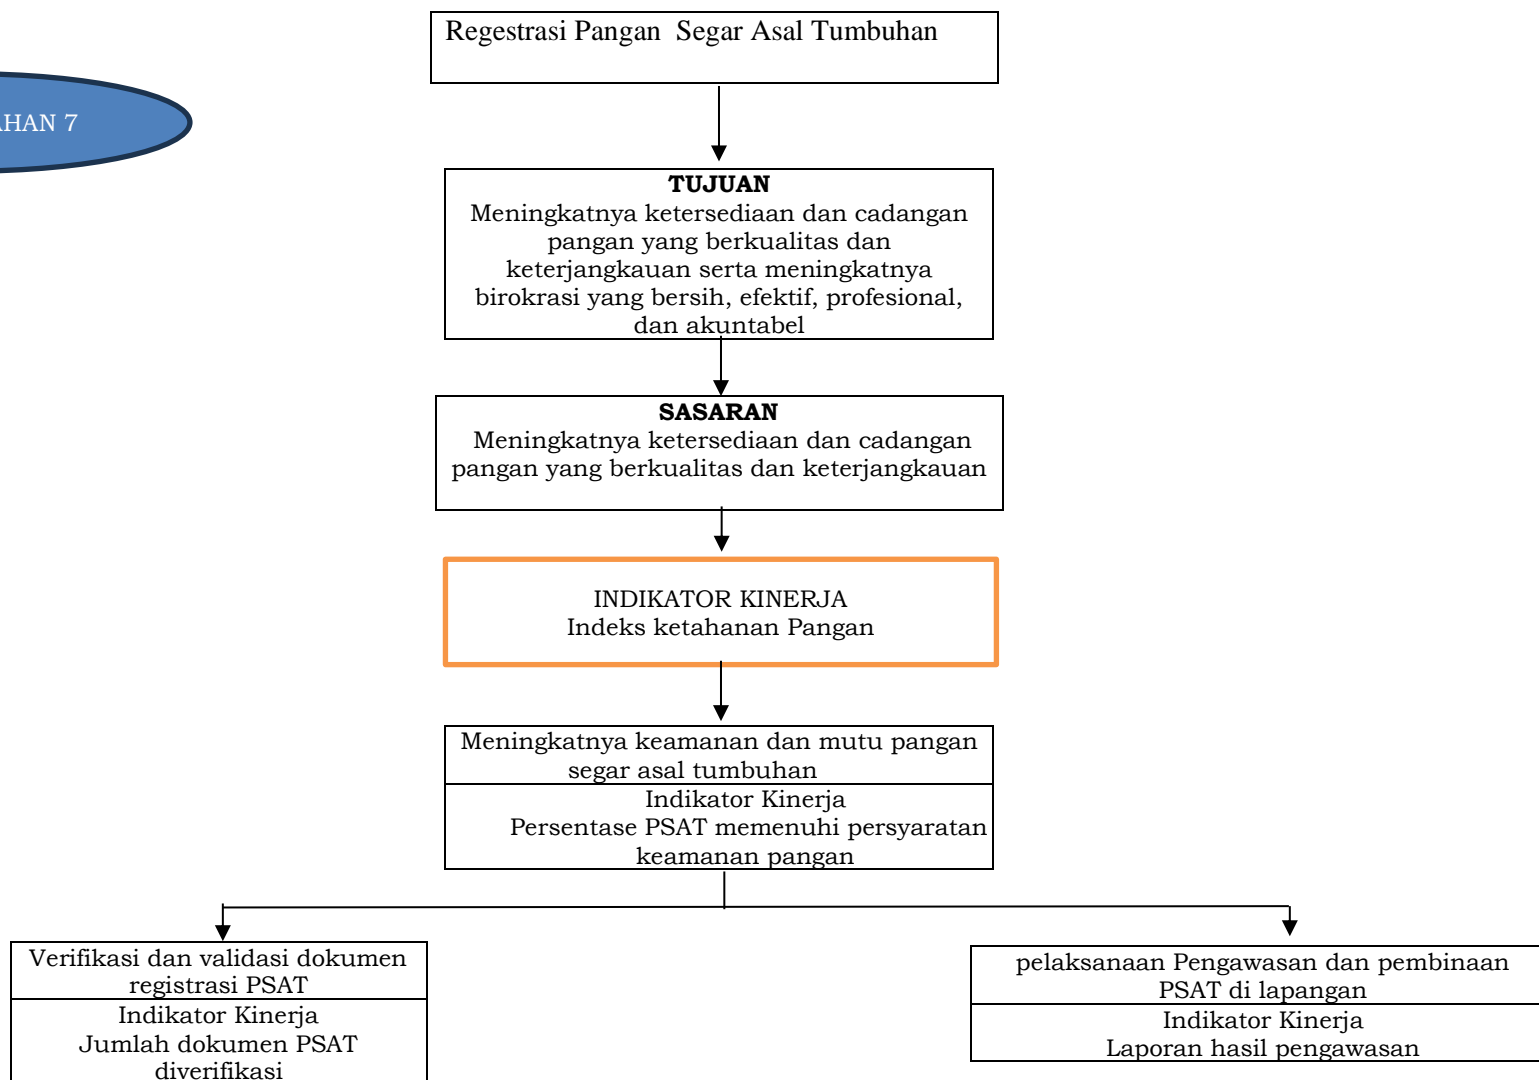 Regestrasi Pangan Segar Asal Tumbuhan
AHAN 7
TUJUAN
Meningkatnya ketersediaan dan cadangan
pangan yang berkualitas dan
keterjangkauan serta meningkatnya
birokrasi yang bersih, efektif, profesional,
dan akuntabel
SASARAN
Meningkatnya ketersediaan dan cadangan
pangan yang berkualitas dan keterjangkauan
INDIKATOR KINERJA
Indeks ketahanan Pangan
Meningkatnya keamanan dan mutu pangan
segar asal tumbuhan
Indikator Kinerja
Persentase PSAT memenuhi persyaratan
keamanan pangan
Verifikasi dan validasi dokumen
registrasi PSAT
Indikator Kinerja
Jumlah dokumen PSAT
diverifikasi
pelaksanaan Pengawasan dan pembinaan
PSAT di lapangan
Indikator Kinerja
Laporan hasil pengawasan